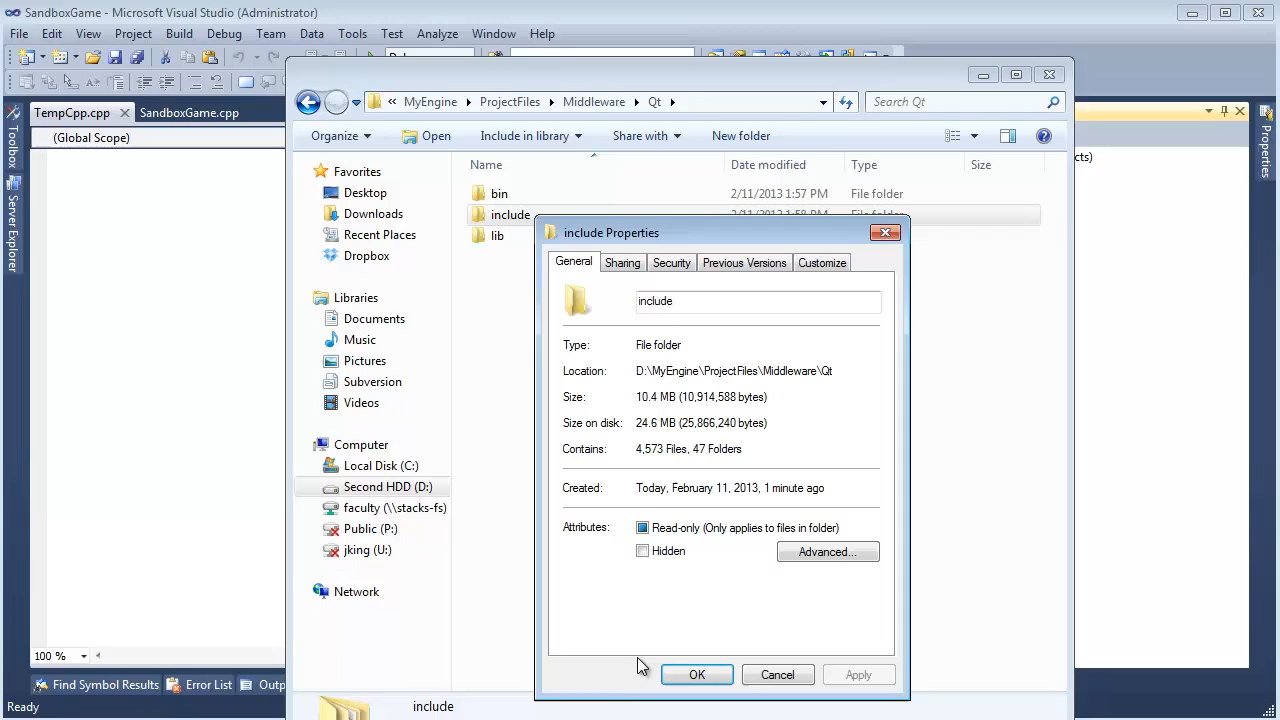 SandboxGame - Microsoft Visual Studio (Administrator)
File Edit View Project Build Debug Team Data Tools Test Analyze Window Help
MyEngine ProjectFiles Middleware Qt Search Qt
TempCpp.cpp SandboxGame.cpp
Organize Open Include in library Share with New folder
(Global Scope)
Toolbox
Server Explorer
Properties
Name Date modified Type Size
Favorites
Desktop
Downloads
Recent Places
Dropbox
Libraries
Documents
Music
Pictures
Subversion
Videos
Computer
Local Disk (C:)
Second HDD (D:)
faculty (\\stacks-fs)
Public (P:)
jking (U:)
Network
bin 2/11/2013 1:57 PM File folder
include 2/11/2013 1:58 PM File folder
lib
include Properties
General Sharing Security Previous Versions Customize
include
Type: File folder
Location: D:\MyEngine\ProjectFiles\Middleware\Qt
Size: 10.4 MB (10,914,588 bytes)
Size on disk: 24.6 MB (25,866,240 bytes)
Contains: 4,573 Files, 47 Folders
Created: Today, February 11, 2013, 1 minute ago
Attributes: Read-only (Only applies to files in folder)
Hidden Advanced...
OK Cancel Apply
100 %
Find Symbol Results Error List
include
Ready